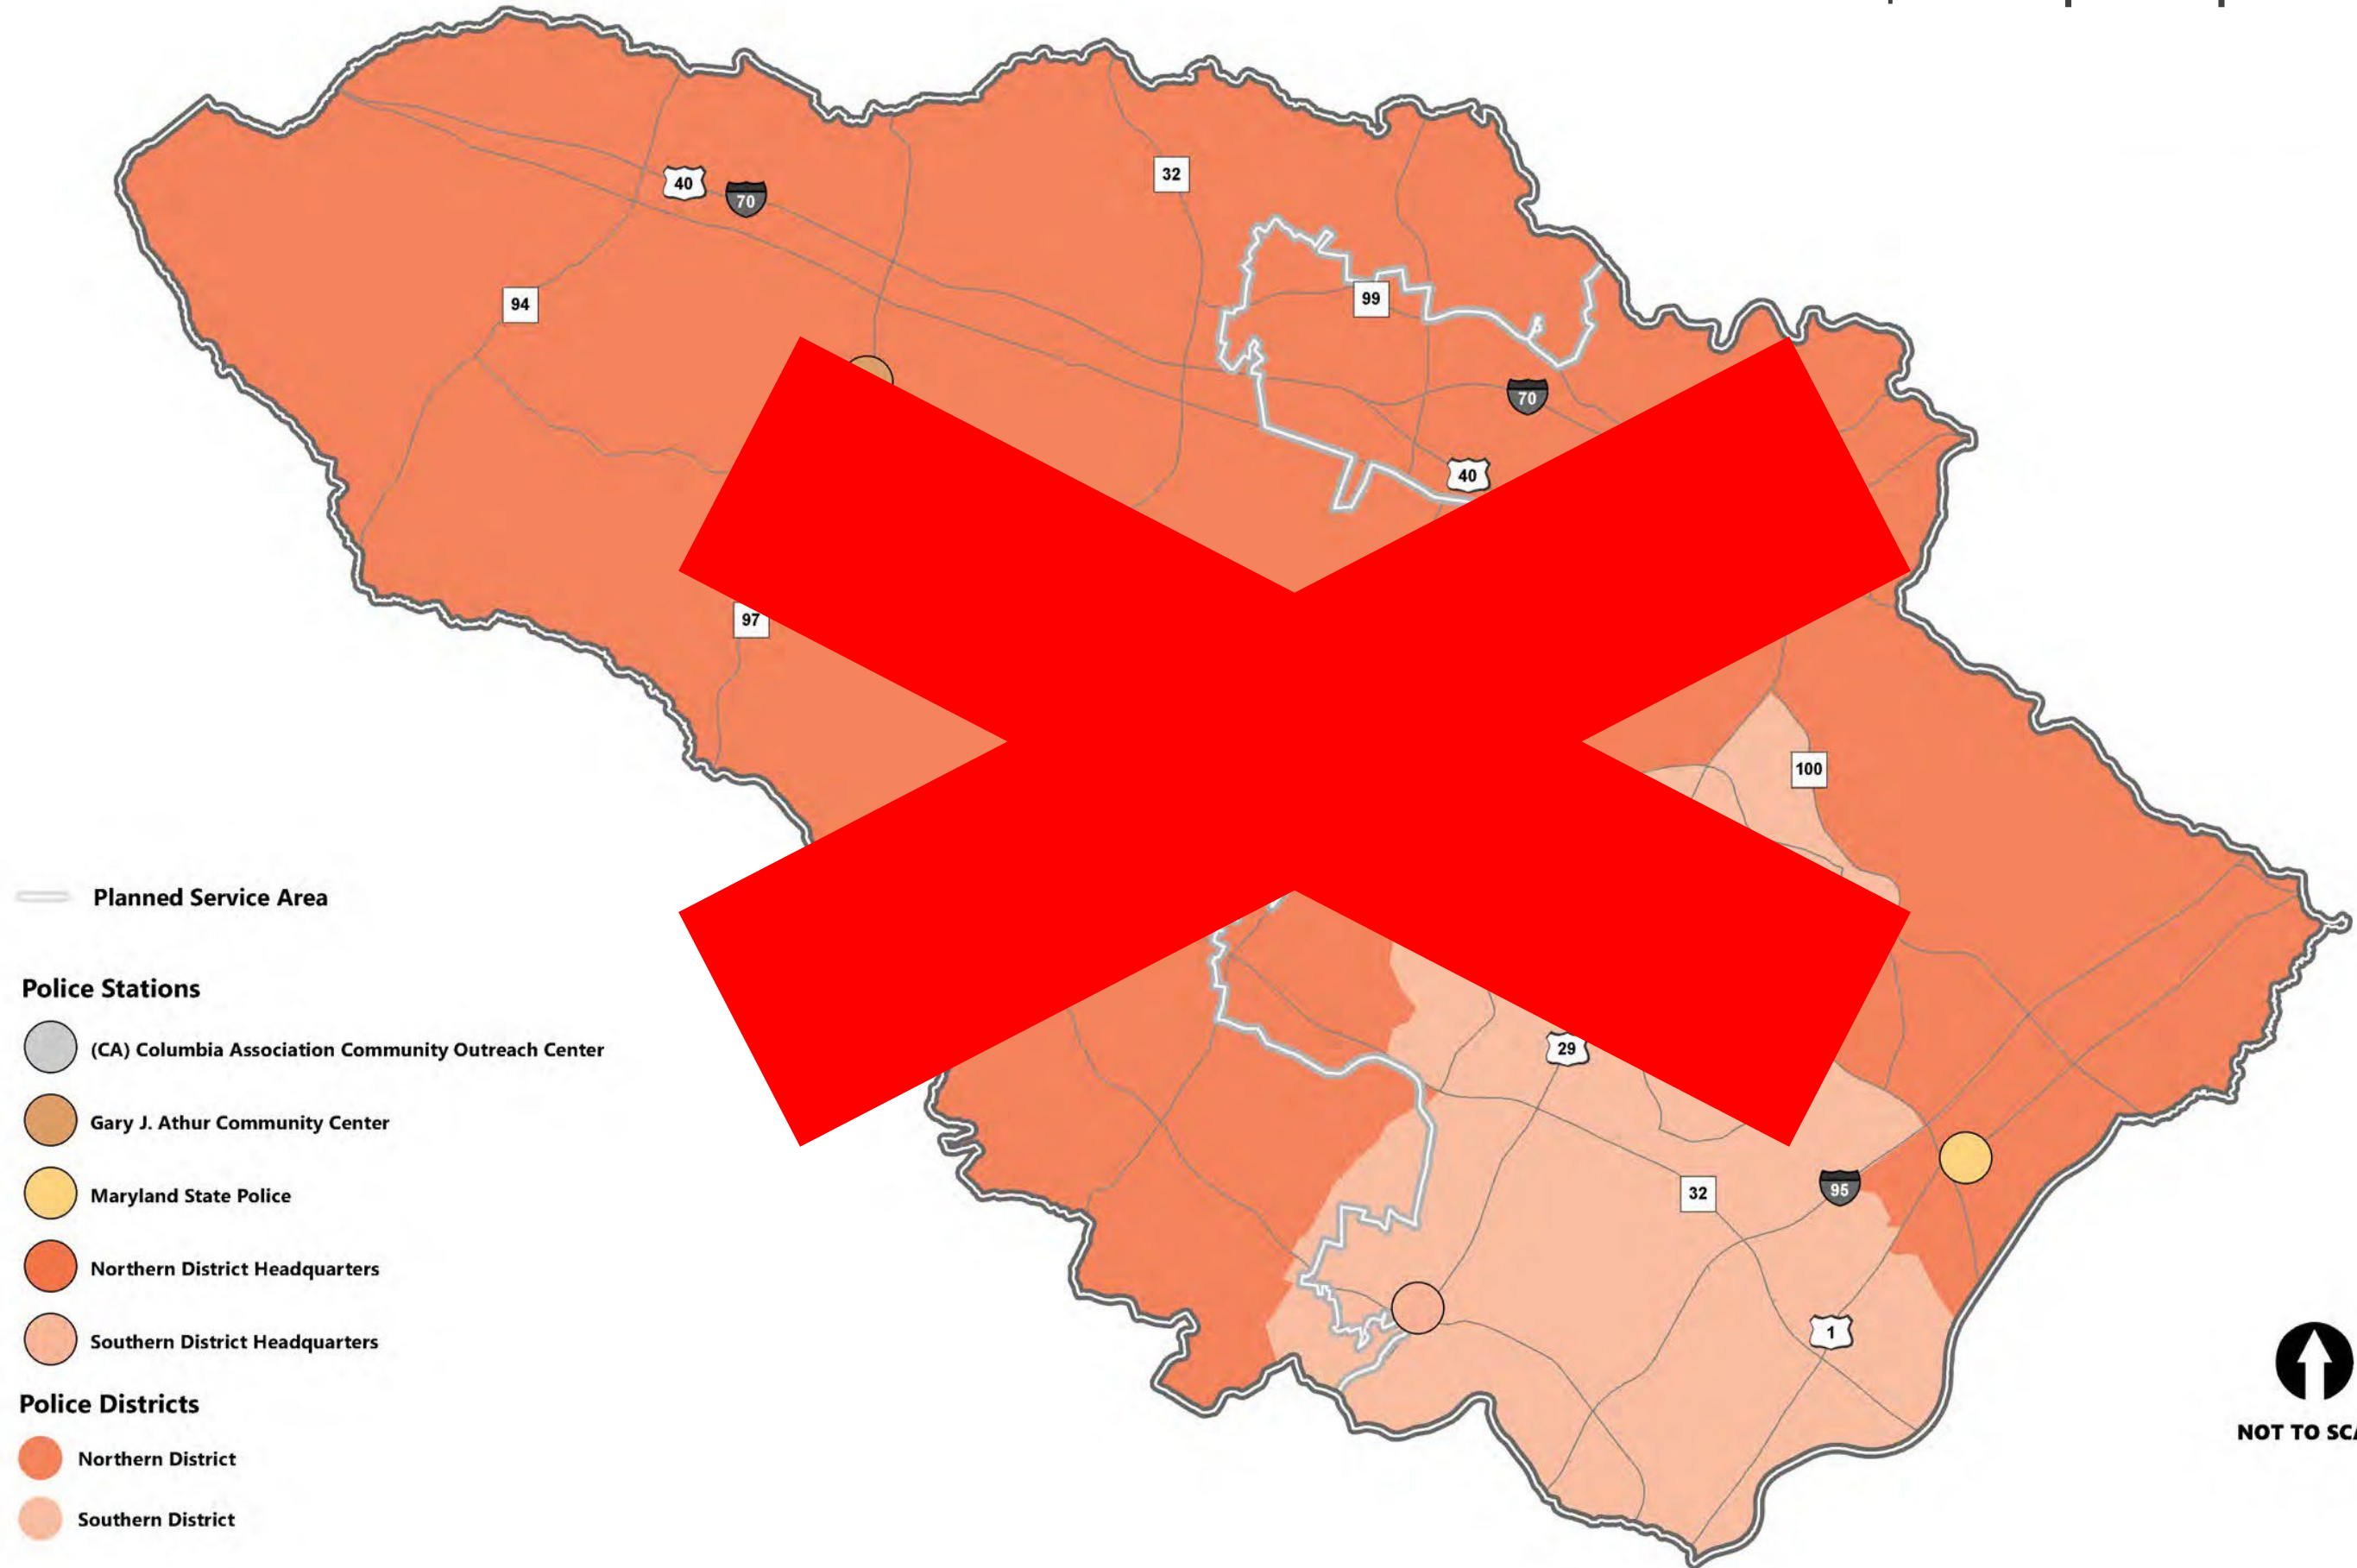 40
70
32
94
99
70
40
97
100
Planned Service Area
Police Stations
(CA) Columbia Association Community Outreach Center
29
Gary J. Athur Community Center
Maryland State Police
32
95
Northern District Headquarters
Southern District Headquarters
1
Police Districts
NOT TO SCA
Northern District
Southern District